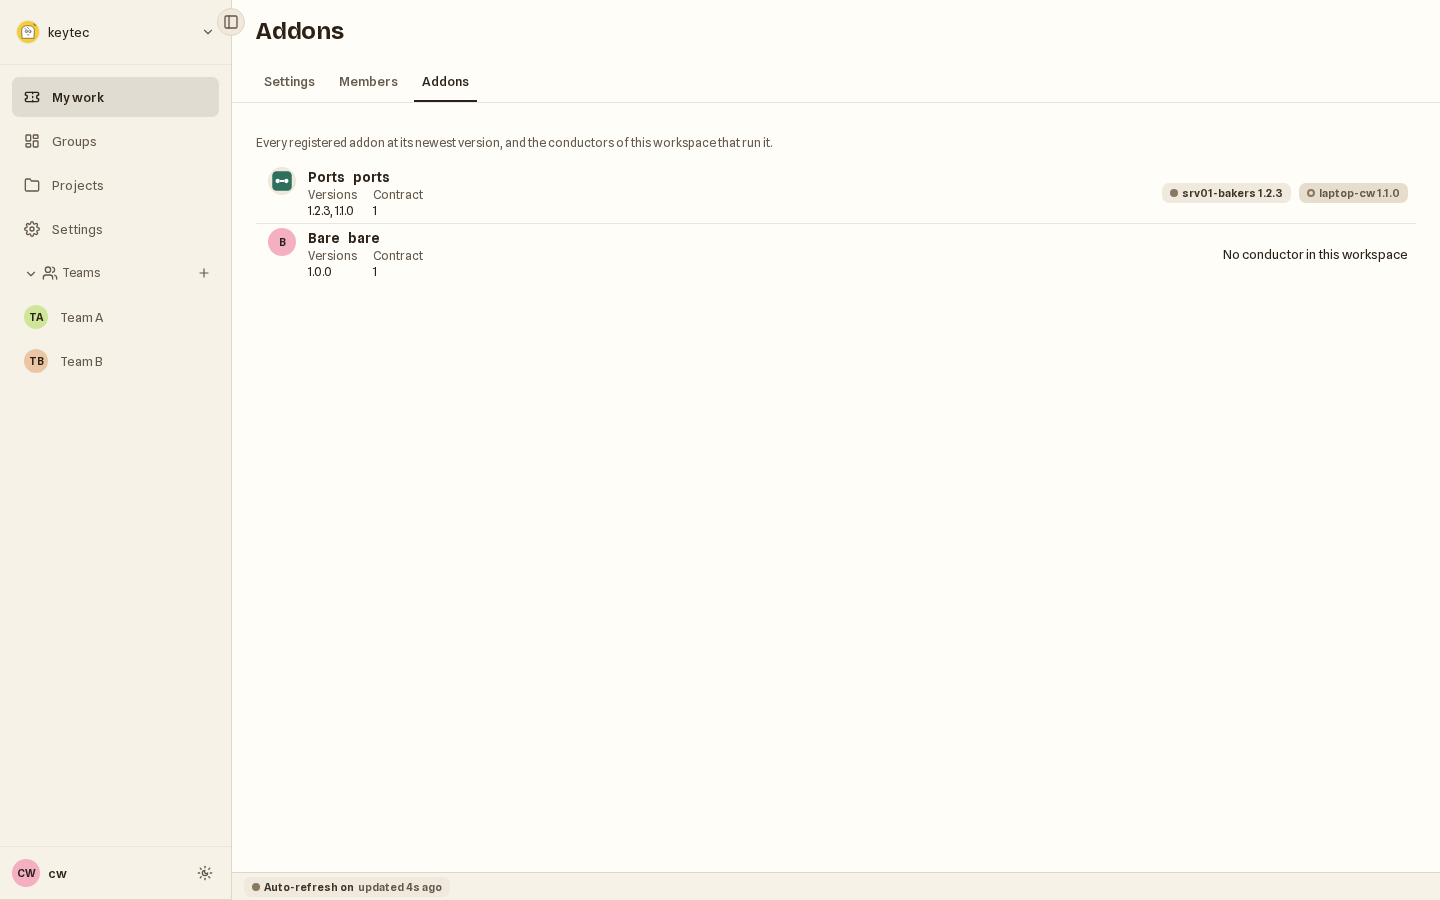 keytec
Addons
Settings Members Addons
My work
Groups
Projects
Settings
Teams
TA Team A
TB Team B
Every registered addon at its newest version, and the conductors of this workspace that run it.
Ports ports
Versions Contract
1.2.3, 1.1.0 1
srv01-bakers 1.2.3 laptop-cw 1.1.0
B Bare bare
Versions Contract
1.0.0 1
No conductor in this workspace
CW cw
Auto-refresh on updated 4s ago